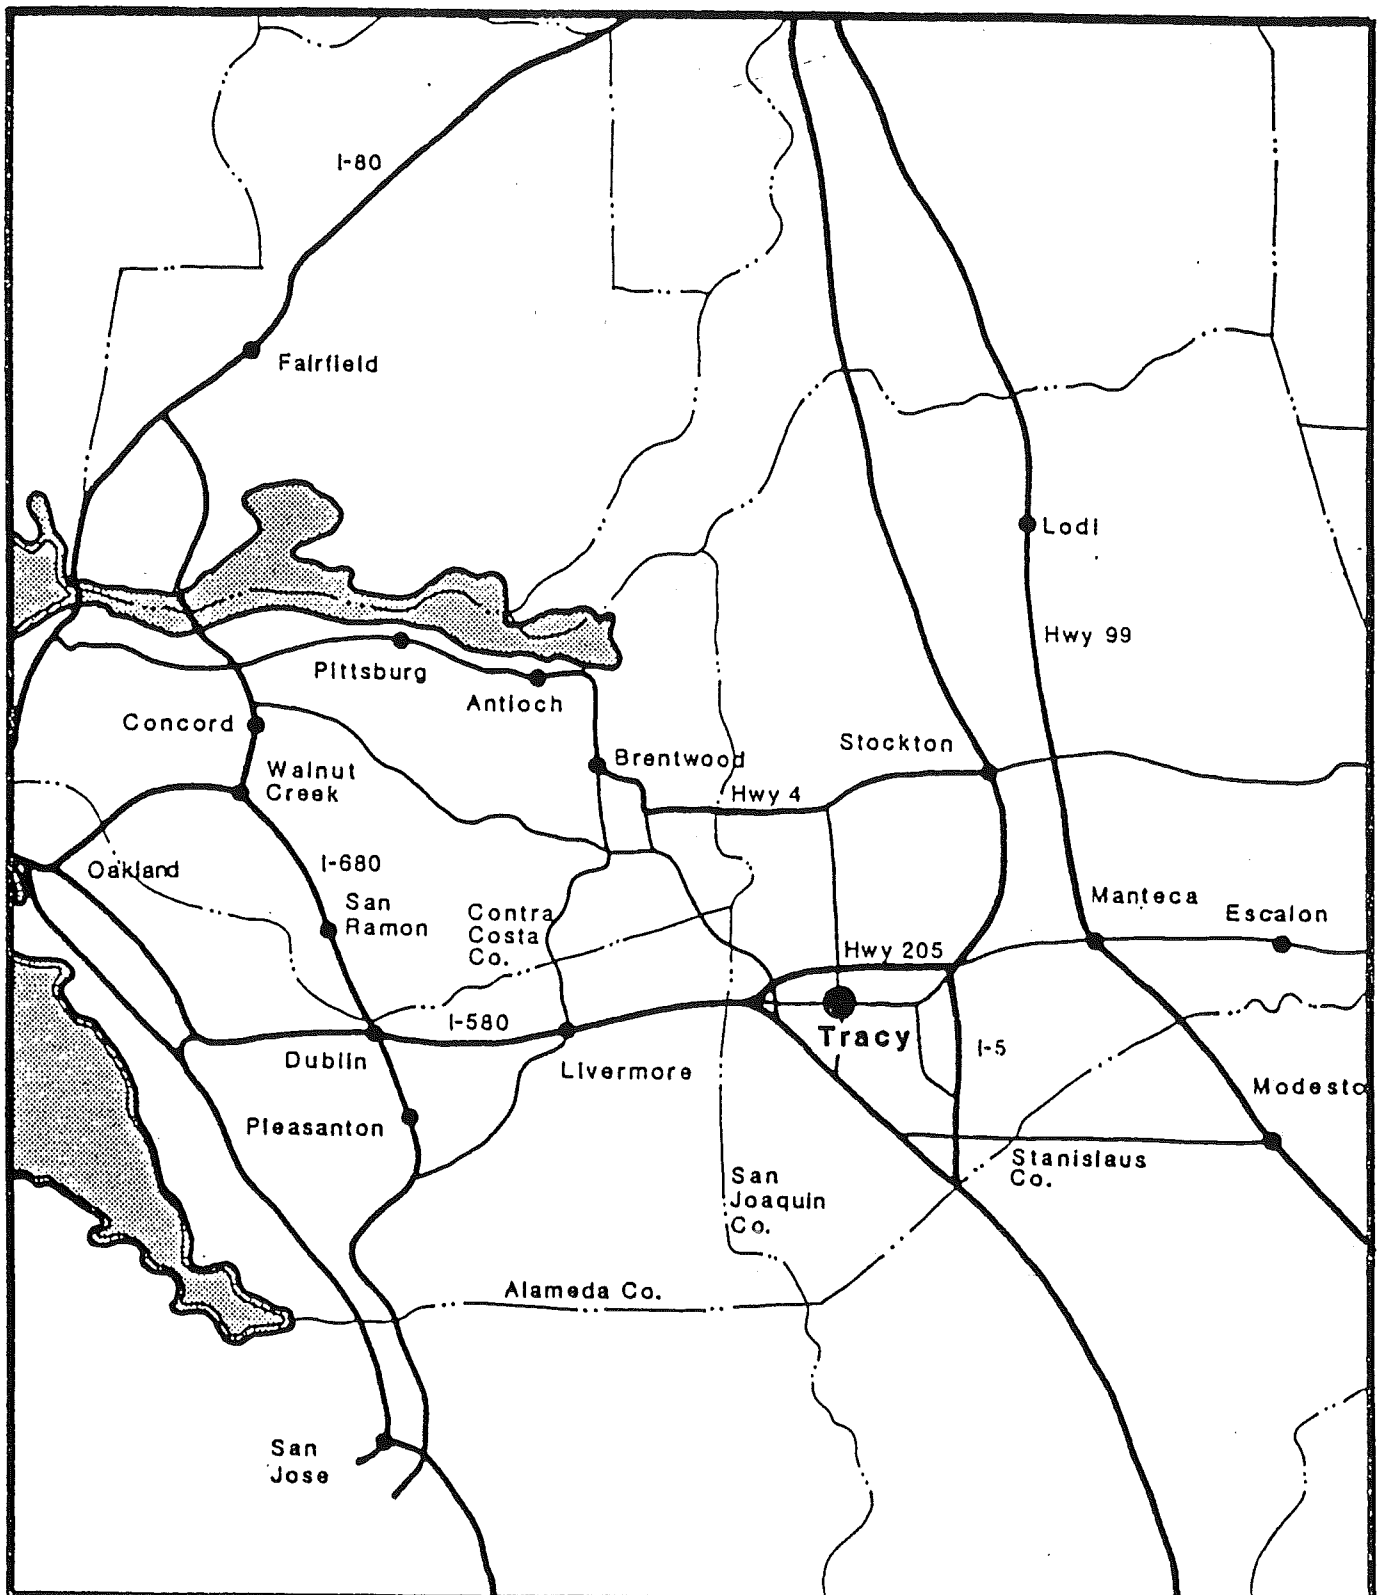 I-80
Fairfield
Lodi
Hwy 99
Pittsburg
Antioch
Concord
Stockton
Brentwood
Walnut
Creek
Hwy 4
I-680
Oakland
San
Ramon
Contra
Costa
Co.
Manteca
Escalon
Hwy 205
I-580
Tracy
I-5
Dublin
Livermore
Modesto
Pleasanton
Stanislaus
Co.
San
Joaquin
Co.
Alameda Co.
San
Jose